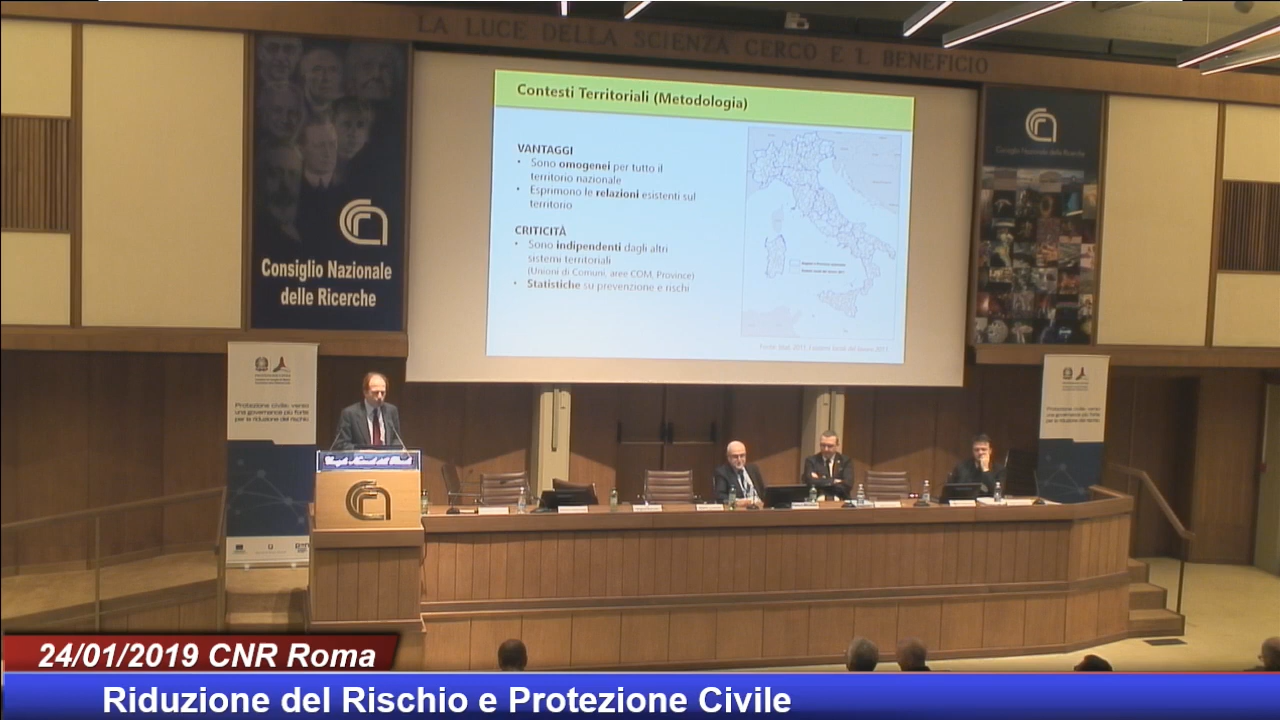 LA LUCE DELLA SCIENZA CERCO E 'L BENEFICIO
Contesti Territoriali (Metodologia)
VANTAGGI
• Sono omogenei per tutto il
territorio nazionale
• Esprimono le relazioni esistenti sul
territorio
CRITICITÀ
• Sono indipendenti dagli altri
sistemi territoriali
(Unioni di Comuni, aree COM, Province)
• Statistiche su prevenzione e rischi
Consiglio Nazionale
delle Ricerche
Consiglio Nazionale delle Ricerche
Protezione civile: verso
una governance più forte
per la riduzione del rischio
Protezione civile: verso
una governance più forte
per la riduzione del rischio
24/01/2019 CNR Roma
Riduzione del Rischio e Protezione Civile